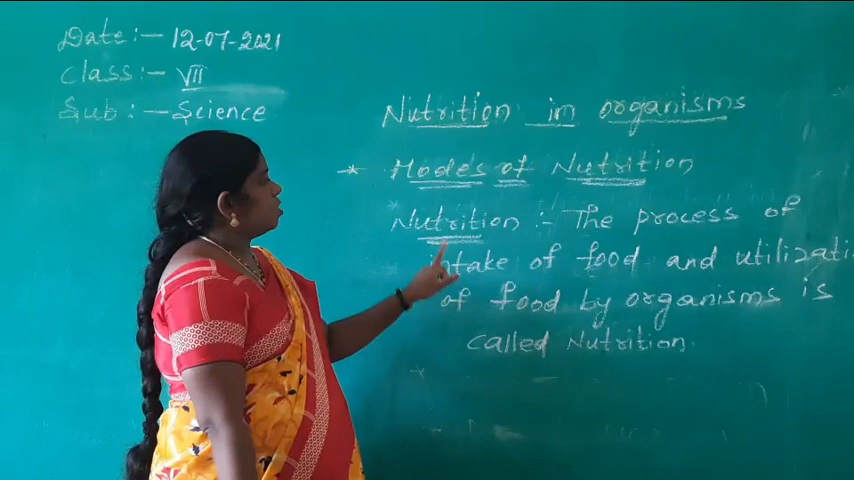 Date :- 12-07-2021
Class :- VII
Sub : - Science
Nutrition in organisms
* Modes of Nutrition
Nutrition :- The process of
intake of food and utilizati
of food by organisms is
called Nutrition.